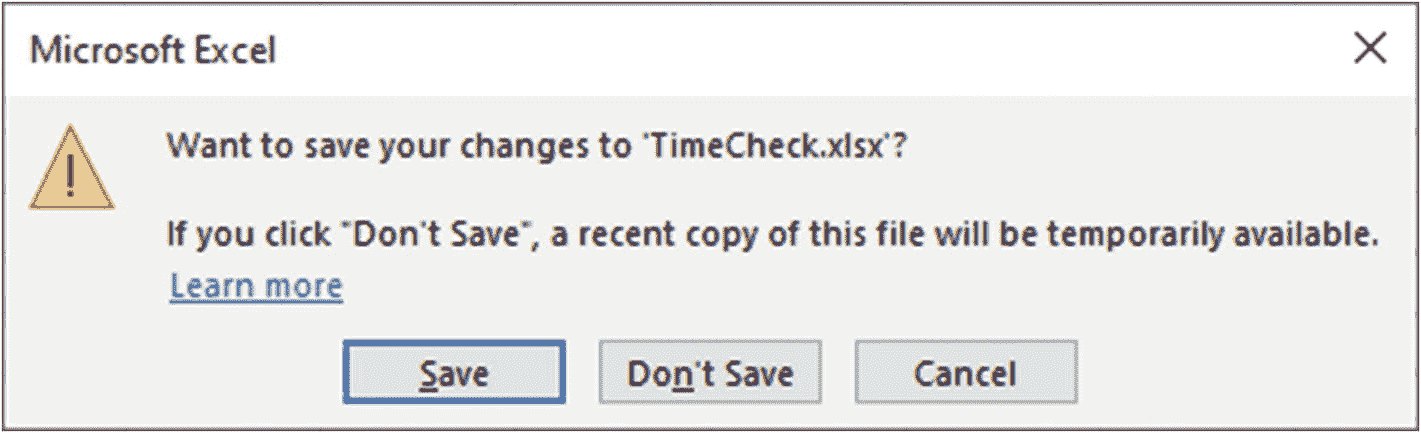 Microsoft Excel
Want to save your changes to 'TimeCheck.xlsx'?
If you click "Don't Save", a recent copy of this file will be temporarily available.
Learn more
Save
Don't Save
Cancel